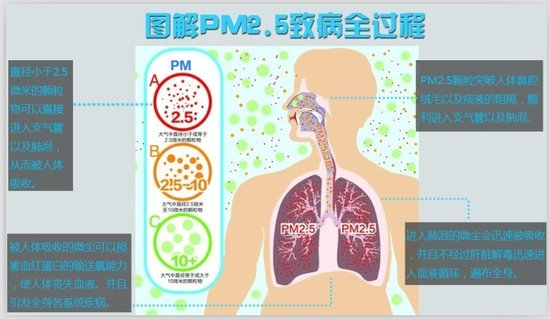 图解PM2.5致病全过程
直径小于2.5
微米的颗粒
物可以直接
进入支气管
以及肺泡，
从而被人体
吸收。
PM
A
2.5-
大气中直径小于或等于
2.5微米的颗粒物
B
2.5-10
大气中直径2.5微米
至10微米的颗粒物
C
10+
大气中直径等于或大于
10微米的颗粒物
PM2.5-10
PM2.5
PM2.5
PM2.5颗粒突破人体鼻腔
绒毛以及痰液的阻隔，顺
利进入支气管以及肺泡.
被人体吸收的微尘可以损
害血红蛋白的输送氧能力
，使人体丧失血液。并且
引发全身各系统疾病。
进入肺泡的微尘会迅速被吸收
，并且不经过肝脏解毒迅速进
入血液循环，遍布全身。